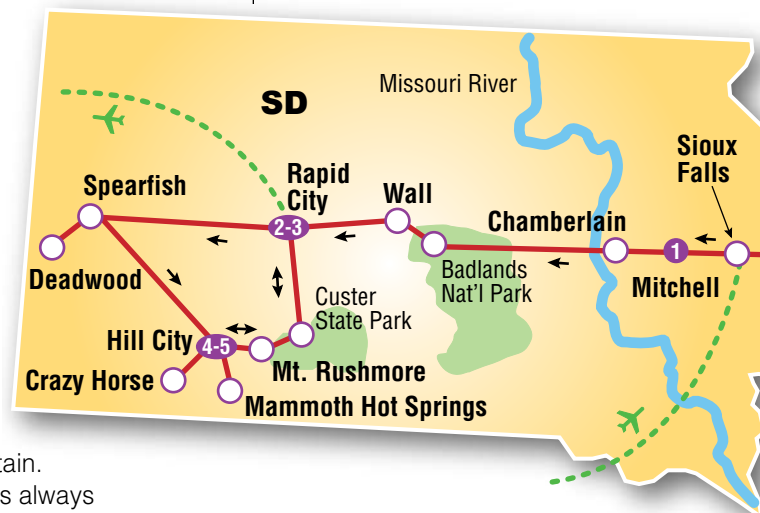 SD
Missouri River
Sioux
Falls
Spearfish
Rapid
City
2-3
Wall
Chamberlain
1
Mitchell
Deadwood
Badlands
Nat'l Park
Custer
State Park
Hill City
4-5
Mt. Rushmore
Crazy Horse
Mammoth Hot Springs
tain.
s always